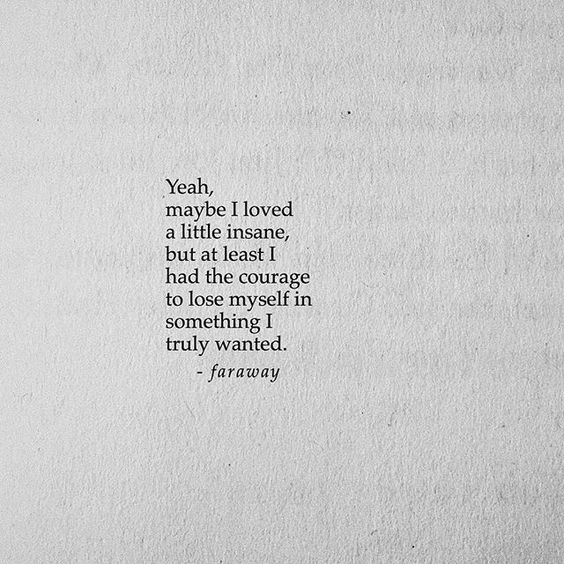 Yeah,
maybe I loved
a little insane,
but at least I
had the courage
to lose myself in
something I
truly wanted.
- faraway